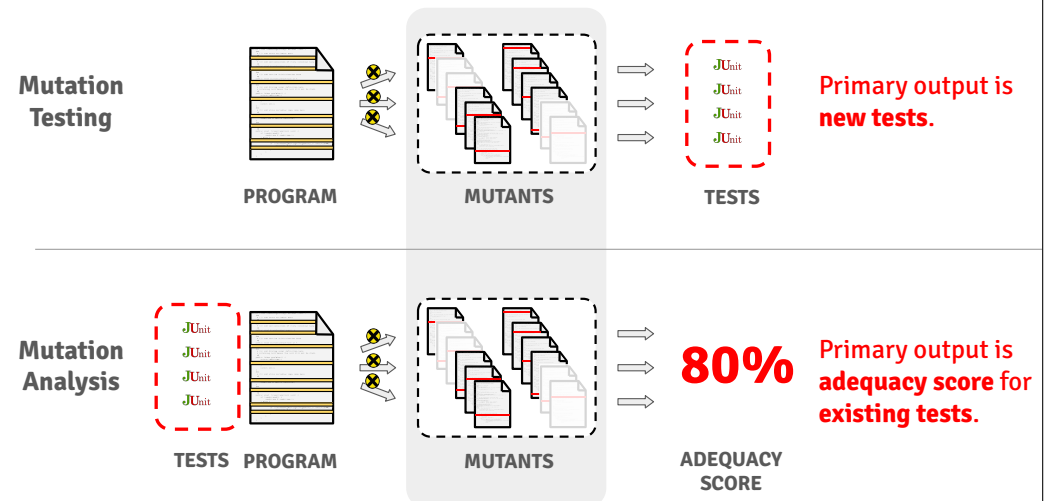 Mutation
Testing
JUnit
JUnit
JUnit
JUnit
Primary output is
new tests.
PROGRAM
MUTANTS
TESTS
Mutation
Analysis
JUnit
JUnit
JUnit
JUnit
80%
Primary output is
adequacy score for
existing tests.
TESTS
PROGRAM
MUTANTS
ADEQUACY
SCORE